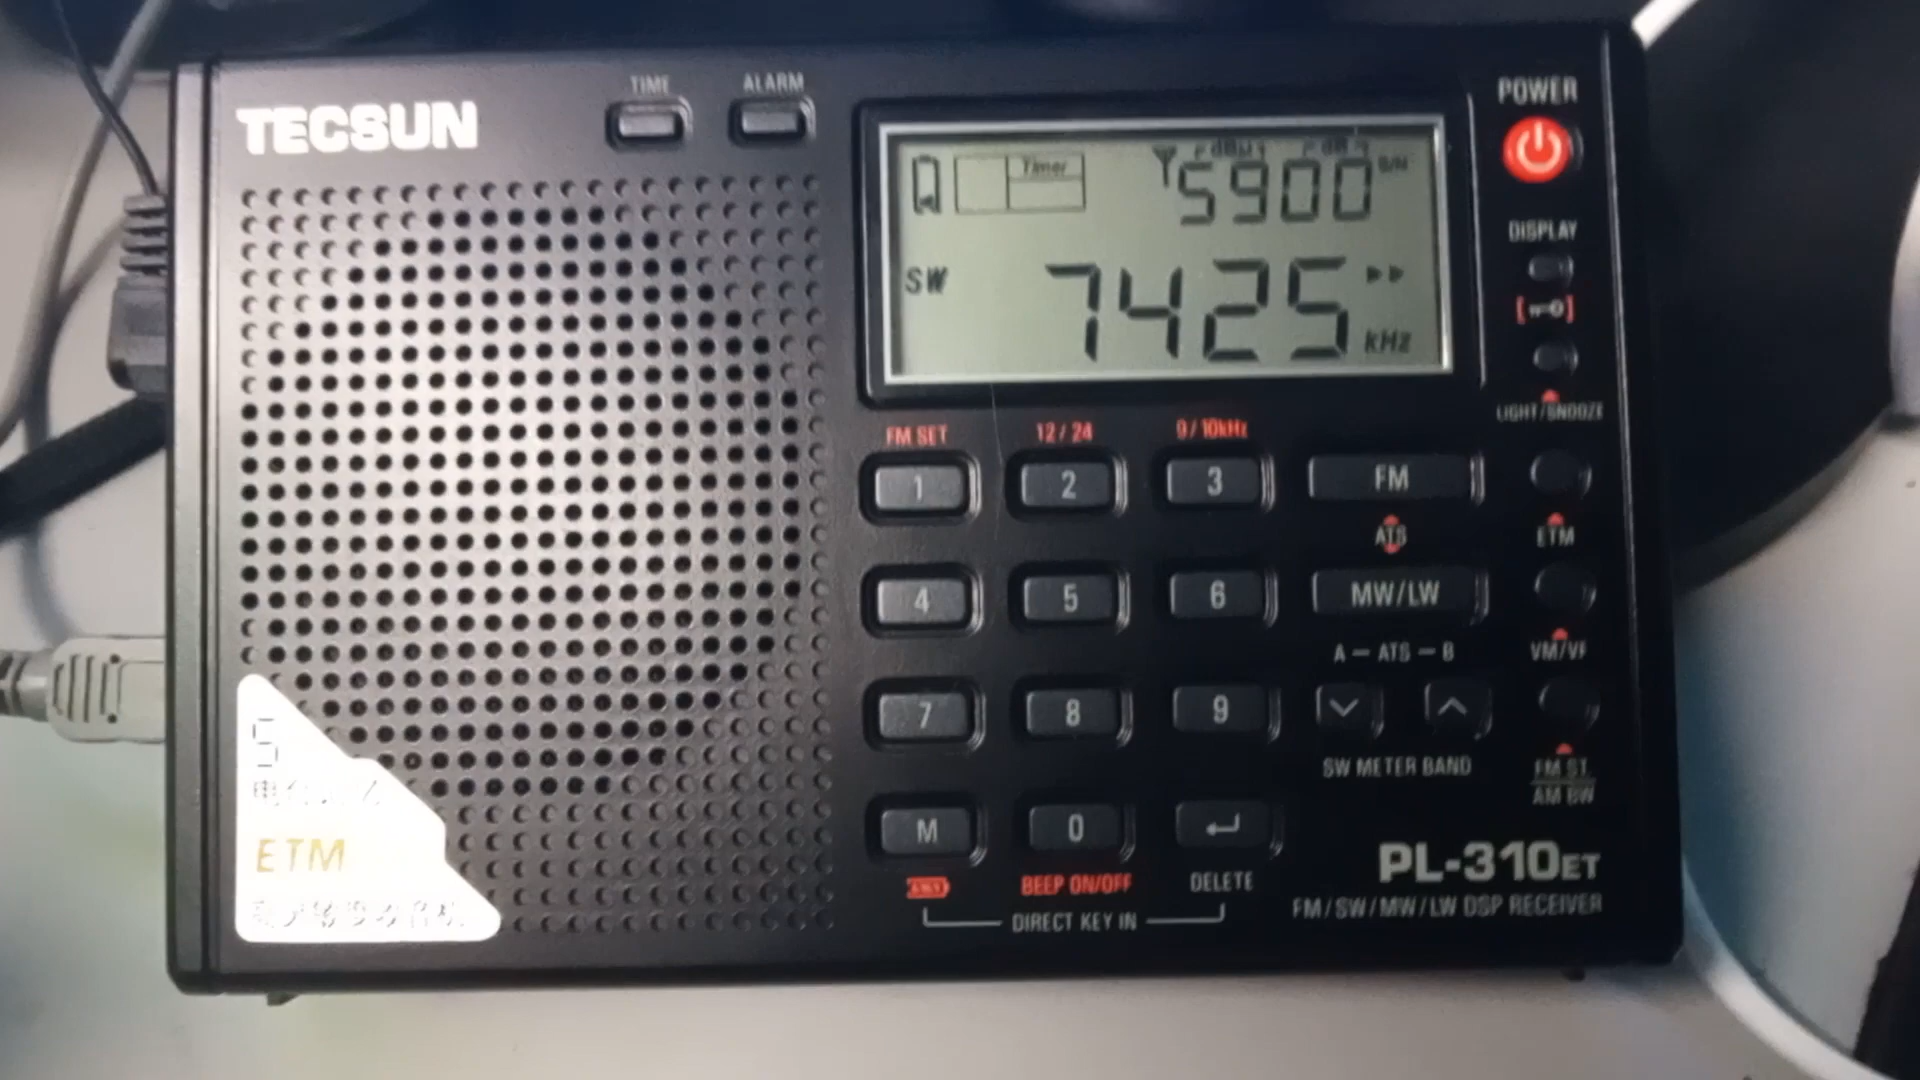 TECSUN
TIME
ALARM
POWER
Timer
5900
SW
7425
kHz
DISPLAY
LIGHT/SNOOZE
FM SET
12/24
9/10kHz
1
2
3
FM
ATS
ETM
4
5
6
MW/LW
A — ATS — B
VM/VF
7
8
9
SW METER BAND
FM ST.
AM BW
M
0
BEEP ON/OFF
DELETE
DIRECT KEY IN
PL-310ET
FM/SW/MW/LW DSP RECEIVER
S
ETM